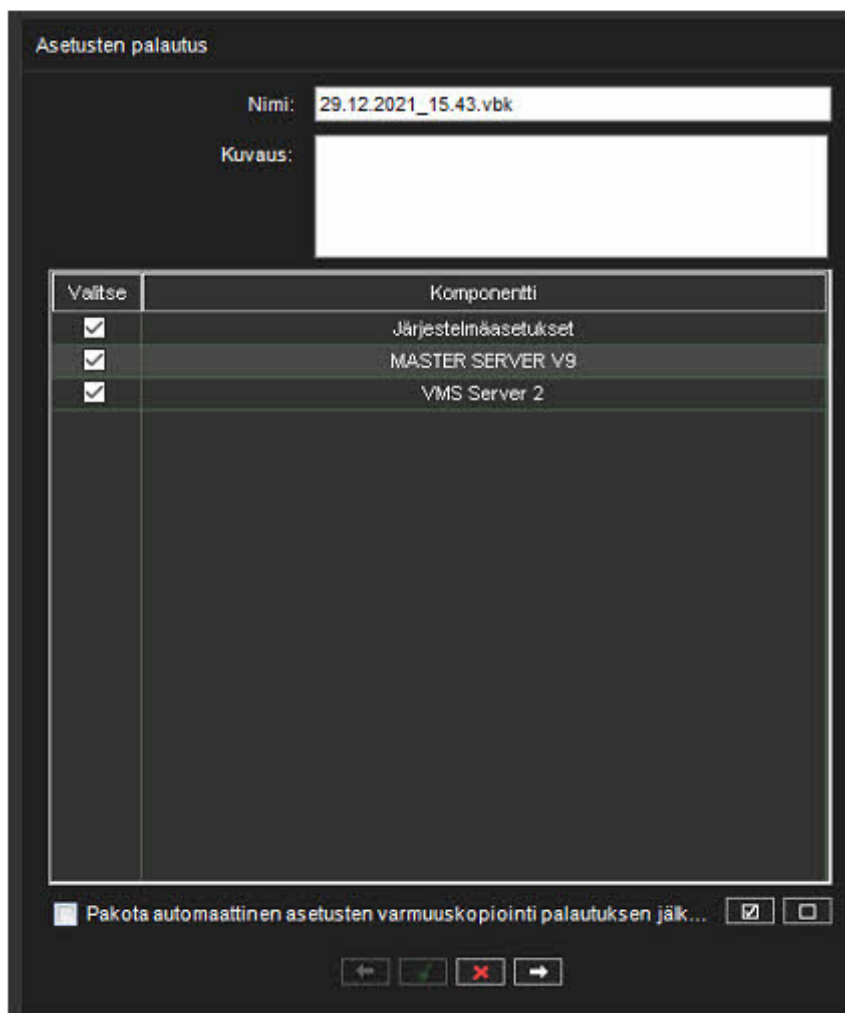 Asetusten palautus
Nimi: 29.12.2021_15.43.vbk
Kuvaus:
Valitse Komponentti
Järjestelmäasetukset
MASTER SERVER V9
VMS Server 2
Pakota automaattinen asetusten varmuuskopiointi palautuksen jälk...